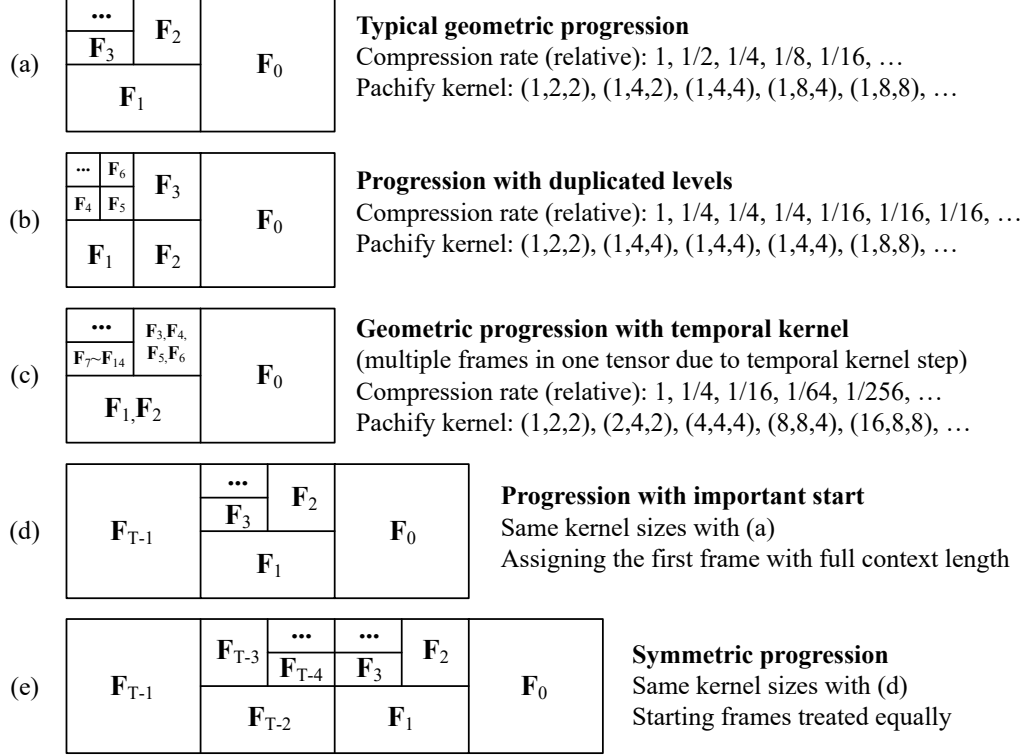 (a)
...
F2
F3
F1
F0
Typical geometric progression
Compression rate (relative): 1, 1/2, 1/4, 1/8, 1/16, …
Pachify kernel: (1,2,2), (1,4,2), (1,4,4), (1,8,4), (1,8,8), …
(b)
...
F6
F3
F4
F5
F1
F2
F0
Progression with duplicated levels
Compression rate (relative): 1, 1/4, 1/4, 1/4, 1/16, 1/16, 1/16, …
Pachify kernel: (1,2,2), (1,4,4), (1,4,4), (1,4,4), (1,8,8), …
(c)
...
F3,F4,
F5,F6
F7~F14
F1,F2
F0
Geometric progression with temporal kernel
(multiple frames in one tensor due to temporal kernel step)
Compression rate (relative): 1, 1/4, 1/16, 1/64, 1/256, …
Pachify kernel: (1,2,2), (2,4,2), (4,4,4), (8,8,4), (16,8,8), …
(d)
FT-1
...
F2
F3
F1
F0
Progression with important start
Same kernel sizes with (a)
Assigning the first frame with full context length
(e)
FT-1
FT-3
...
...
F2
FT-4
F3
FT-2
F1
F0
Symmetric progression
Same kernel sizes with (d)
Starting frames treated equally